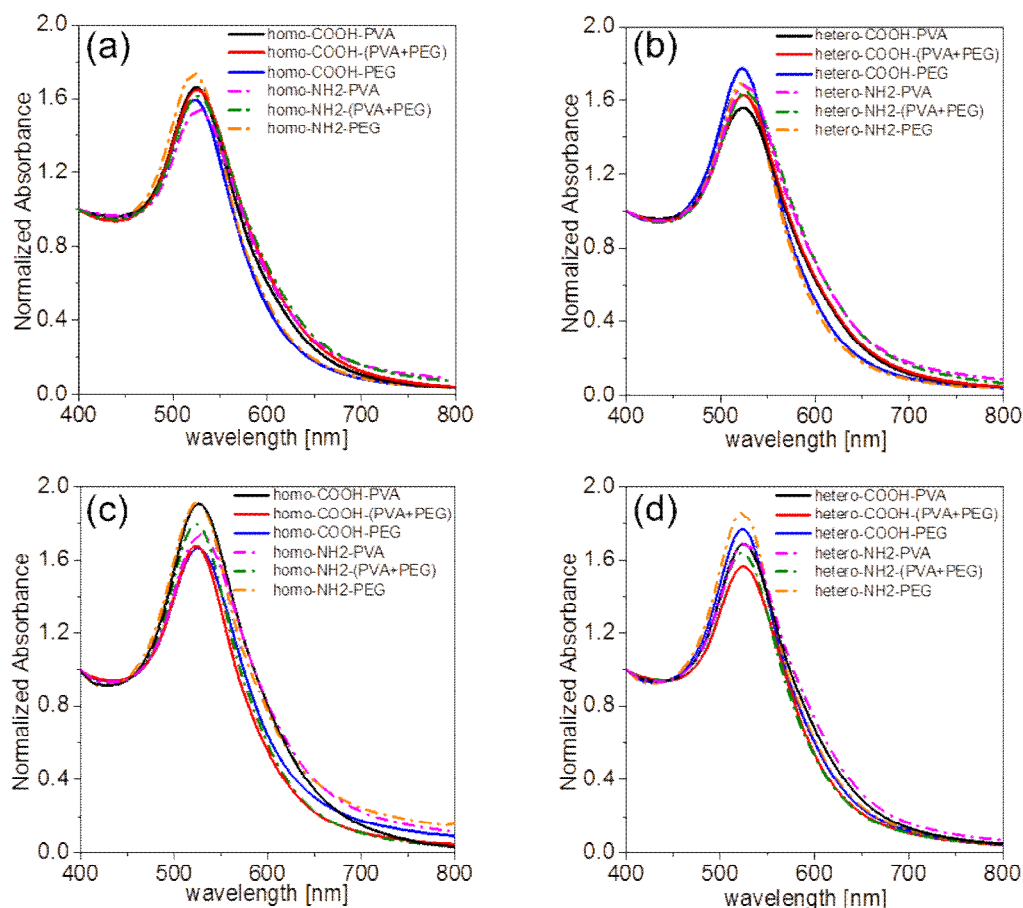 (a)
homo-COOH-PVA
homo-COOH-(PVA+PEG)
homo-COOH-PEG
homo-NH2-PVA
homo-NH2-(PVA+PEG)
homo-NH2-PEG
Normalized Absorbance
2.0
1.6
1.2
0.8
0.4
0.0
400 500 600 700 800
wavelength [nm]
(b)
hetero-COOH-PVA
hetero-COOH-(PVA+PEG)
hetero-COOH-PEG
hetero-NH2-PVA
hetero-NH2-(PVA+PEG)
hetero-NH2-PEG
Normalized Absorbance
2.0
1.6
1.2
0.8
0.4
0.0
400 500 600 700 800
wavelength [nm]
(c)
homo-COOH-PVA
homo-COOH-(PVA+PEG)
homo-COOH-PEG
homo-NH2-PVA
homo-NH2-(PVA+PEG)
homo-NH2-PEG
Normalized Absorbance
2.0
1.6
1.2
0.8
0.4
0.0
400 500 600 700 800
wavelength [nm]
(d)
hetero-COOH-PVA
hetero-COOH-(PVA+PEG)
hetero-COOH-PEG
hetero-NH2-PVA
hetero-NH2-(PVA+PEG)
hetero-NH2-PEG
Normalized Absorbance
2.0
1.6
1.2
0.8
0.4
0.0
400 500 600 700 800
wavelength [nm]